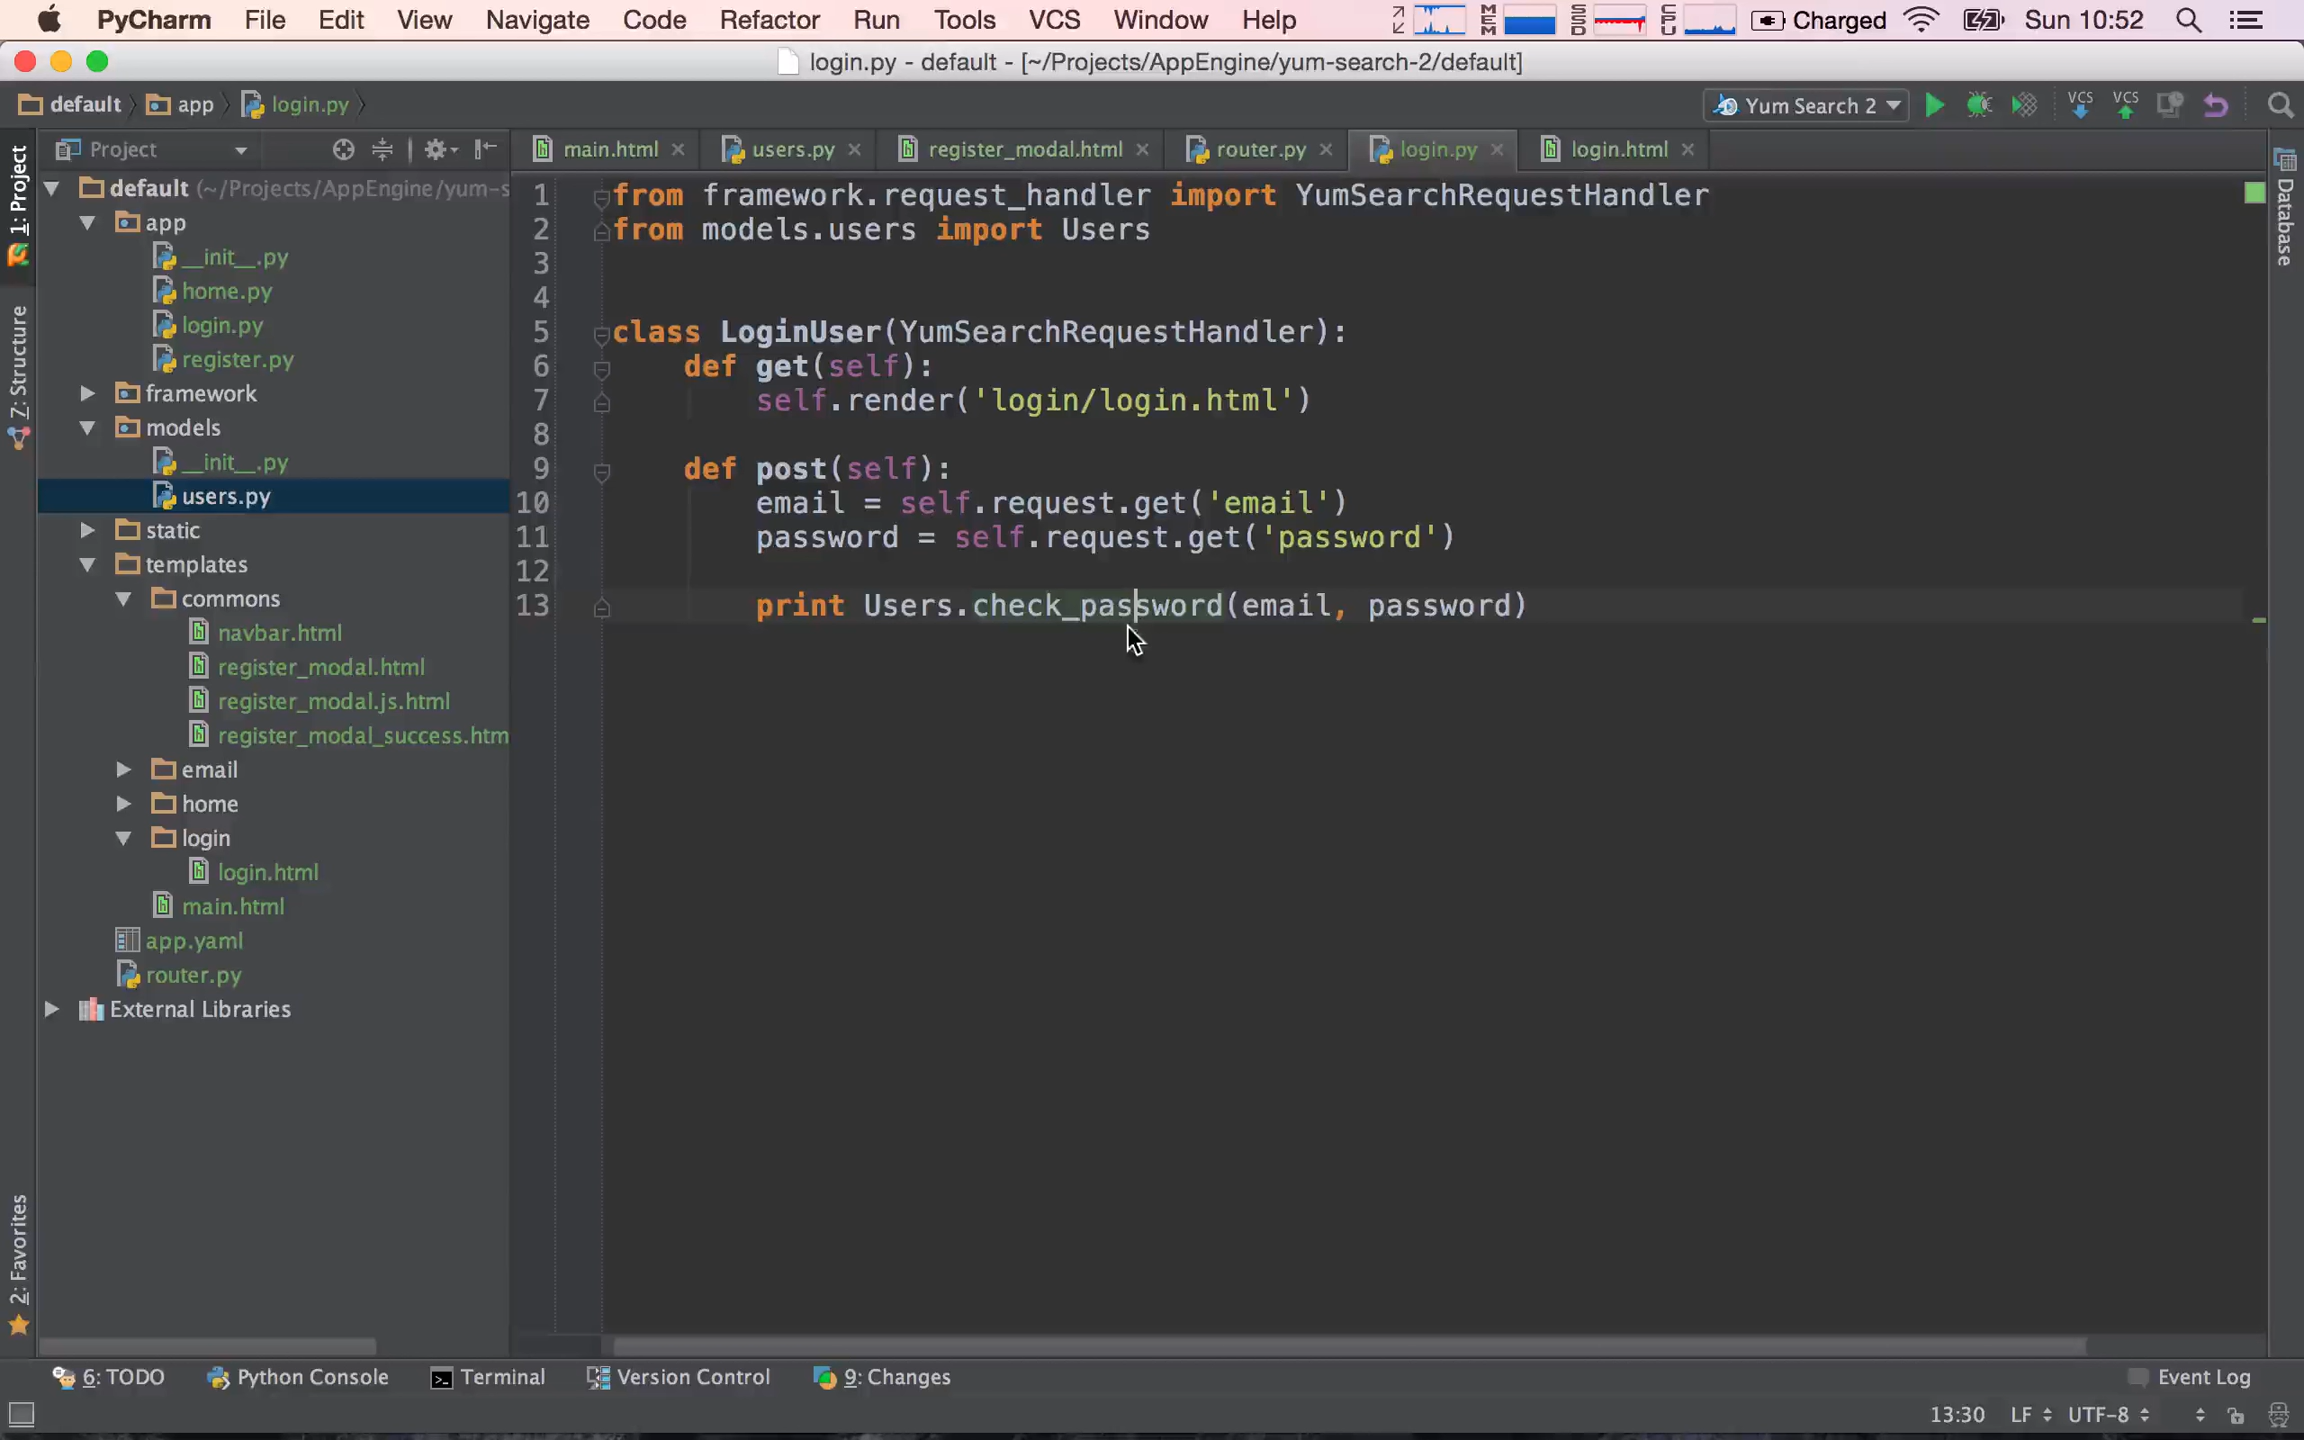 PyCharm File Edit View Navigate Code Refactor Run Tools VCS Window Help MEM SSD CPU Charged Sun 10:52
login.py - default - [~/Projects/AppEngine/yum-search-2/default]
default app login.py Yum Search 2 VCS VCS
Project main.html users.py register_modal.html router.py login.py login.html
1: Project
7: Structure
2: Favorites
Database
default (~/Projects/AppEngine/yum-s
app
__init__.py
home.py
login.py
register.py
framework
models
__init__.py
users.py
static
templates
commons
navbar.html
register_modal.html
register_modal.js.html
register_modal_success.htm
email
home
login
login.html
main.html
app.yaml
router.py
External Libraries
1 from framework.request_handler import YumSearchRequestHandler
2 from models.users import Users
3
4
5 class LoginUser(YumSearchRequestHandler):
6 def get(self):
7 self.render('login/login.html')
8
9 def post(self):
10 email = self.request.get('email')
11 password = self.request.get('password')
12
13 print Users.check_password(email, password)
6: TODO Python Console Terminal Version Control 9: Changes Event Log
13:30 LF UTF-8